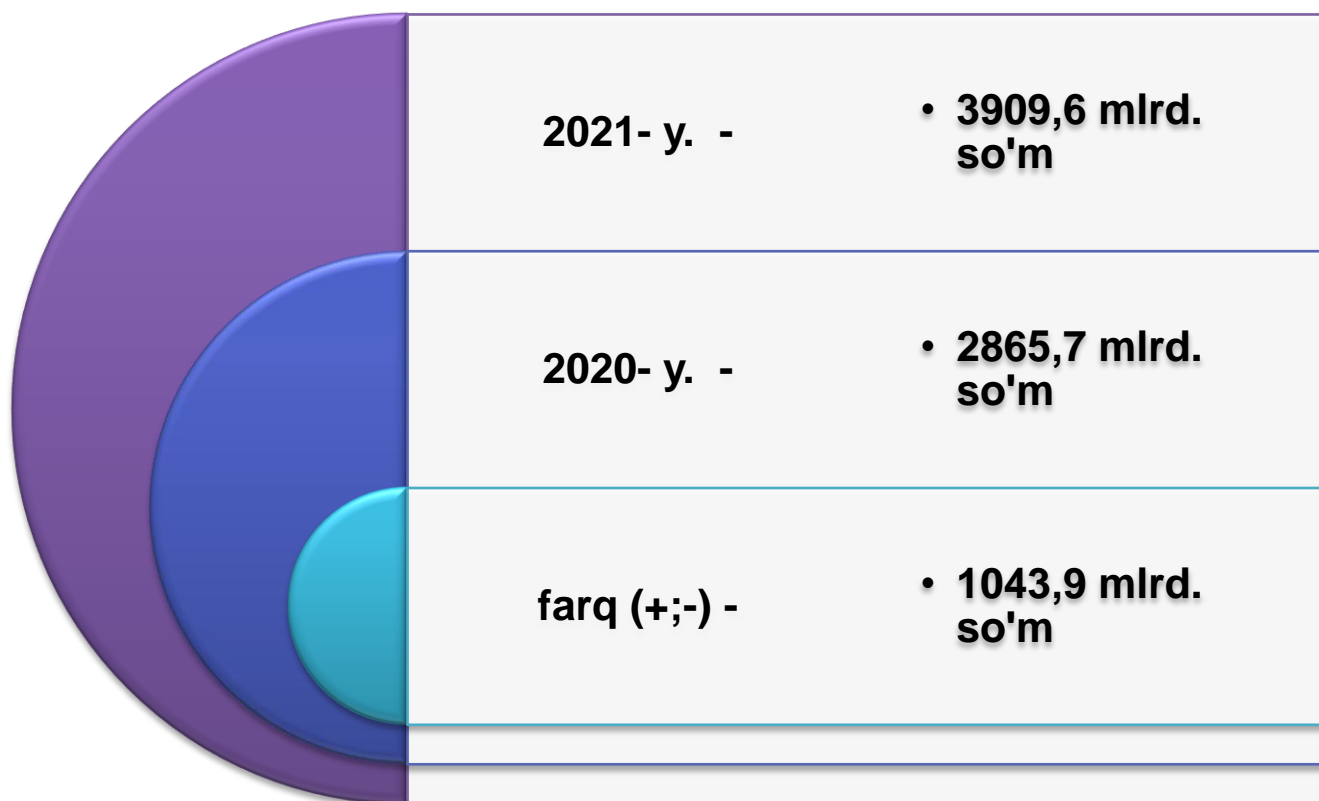 2021- y. -
• 3909,6 mlrd.
so'm
2020- y. -
• 2865,7 mlrd.
so'm
farq (+;-) -
• 1043,9 mlrd.
so'm